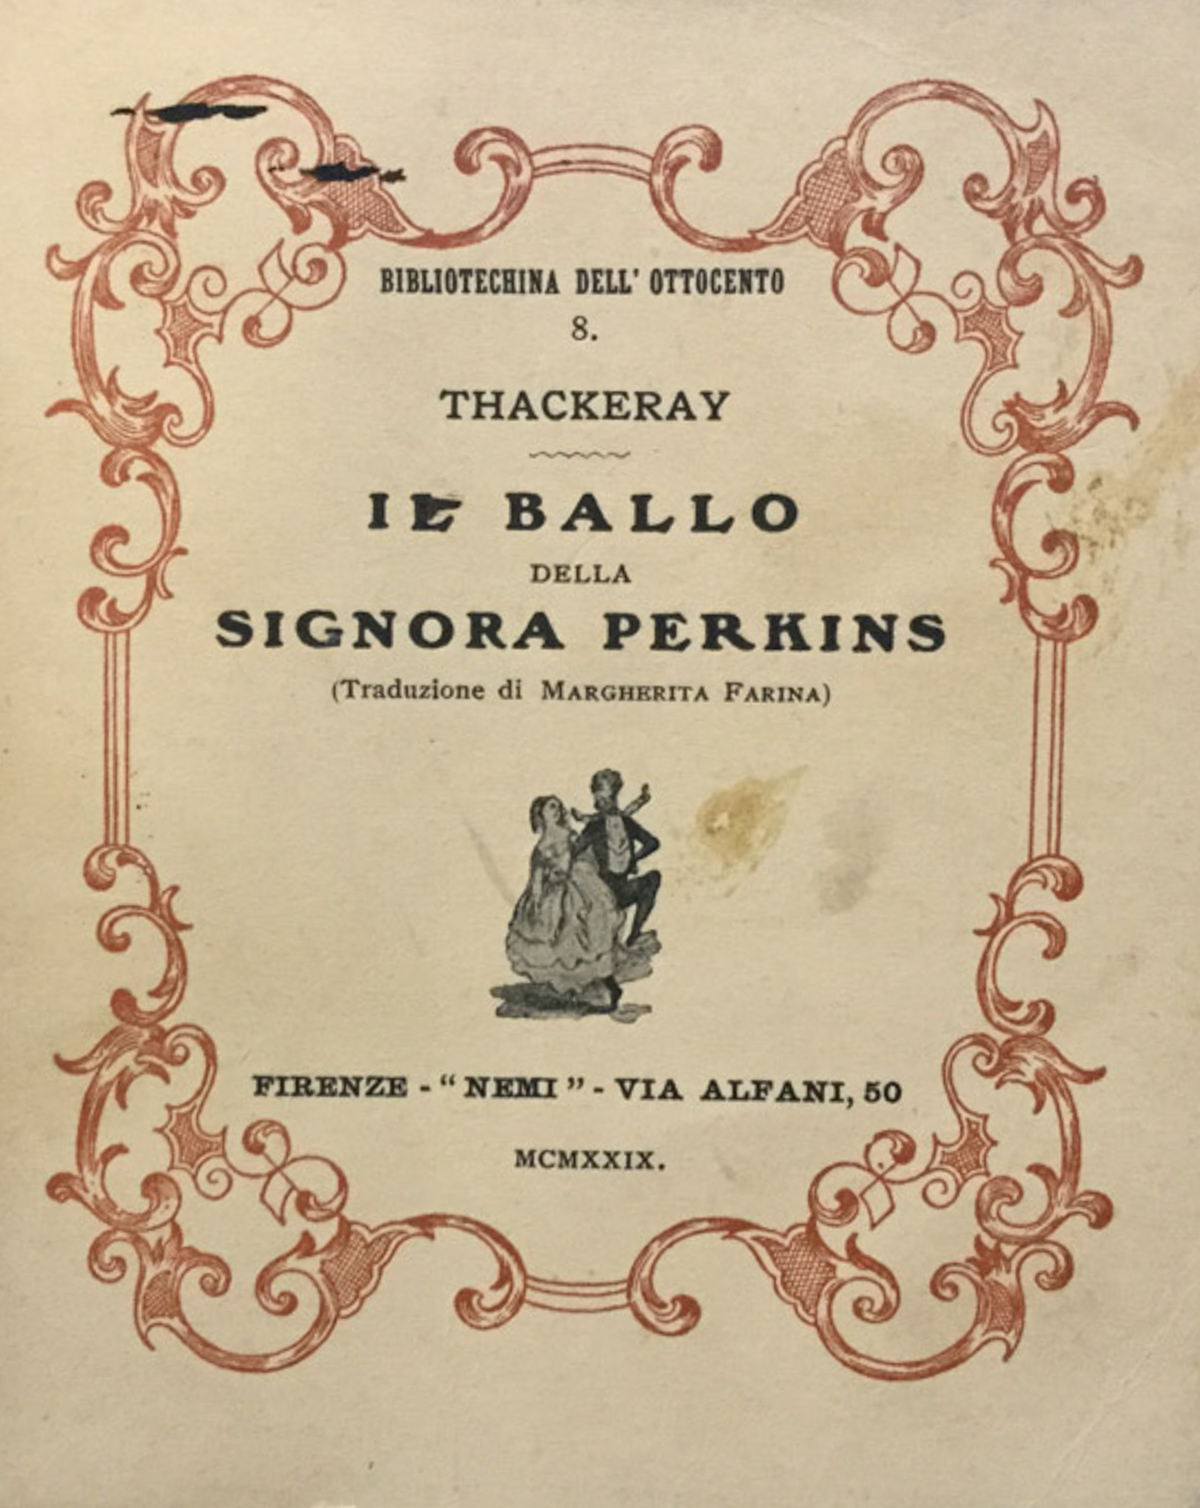 BIBLIOTECHINA DELL' OTTOCENTO
8.
THACKERAY
IL BALLO
DELLA
SIGNORA PERKINS
(Traduzione di MARGHERITA FARINA)
FIRENZE - “ NEMI ” - VIA ALFANI, 50
MCMXXIX.